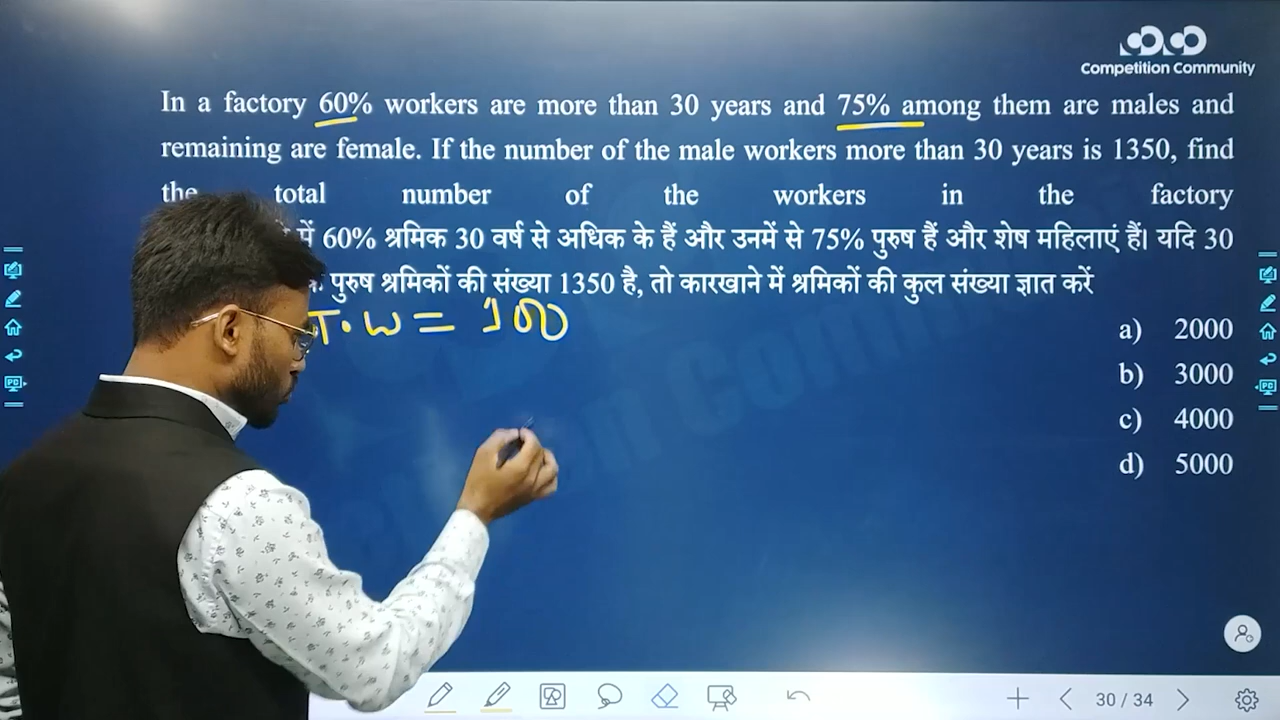 Competition Community
In a factory 60% workers are more than 30 years and 75% among them are males and
remaining are female. If the number of the male workers more than 30 years is 1350, find
the total number of the workers in the factory
में 60% श्रमिक 30 वर्ष से अधिक के हैं और उनमें से 75% पुरुष हैं और शेष महिलाएं हैं। यदि 30
पुरुष श्रमिकों की संख्या 1350 है, तो कारखाने में श्रमिकों की कुल संख्या ज्ञात करें
T. W = 100
a) 2000
b) 3000
c) 4000
d) 5000
30 / 34